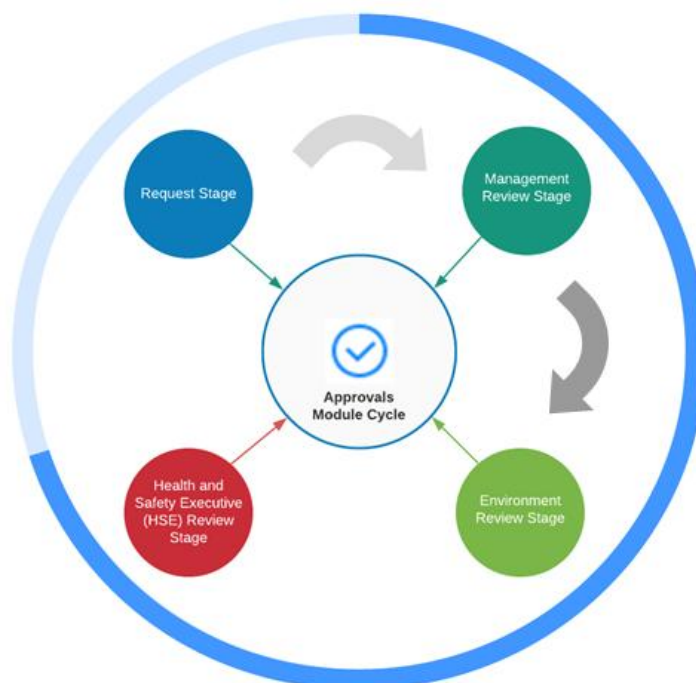 Request Stage
Management
Review Stage
Approvals
Module Cycle
Health and
Safety Executive
(HSE) Review
Stage
Environment
Review Stage